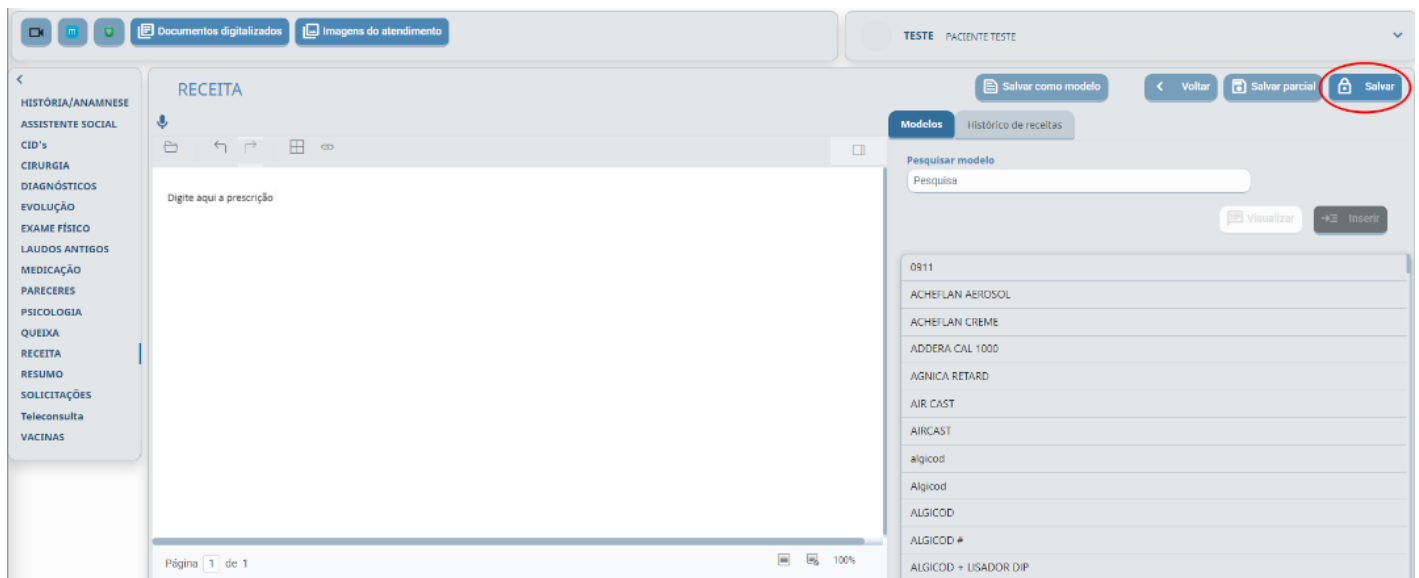 Documentos digitalizados
Imagens do atendimento
TESTE PACIENTE TESTE
HISTÓRIA/ANAMNESE
ASSISTENTE SOCIAL
CID's
CIRURGIA
DIAGNÓSTICOS
EVOLUÇÃO
EXAME FÍSICO
LAUDOS ANTIGOS
MEDICAÇÃO
PARECERES
PSICOLOGIA
QUEIXA
RECEITA
RESUMO
SOLICITAÇÕES
Teleconsulta
VACINAS
RECEITA
Salvar como modelo
Voltar
Salvar parcial
Salvar
Digite aqui a prescrição
Página 1 de 1
100%
Modelos
Histórico de receitas
Pesquisar modelo
Pesquisa
Visualizar
Inserir
0911
ACHEFLAN AEROSOL
ACHEFLAN CREME
ADDERA CAL 1000
AGNICA RETARD
AIR CAST
AIRCAST
algicod
Algicod
ALGICOD
ALGICOD #
ALGICOD + LISADOR DIP